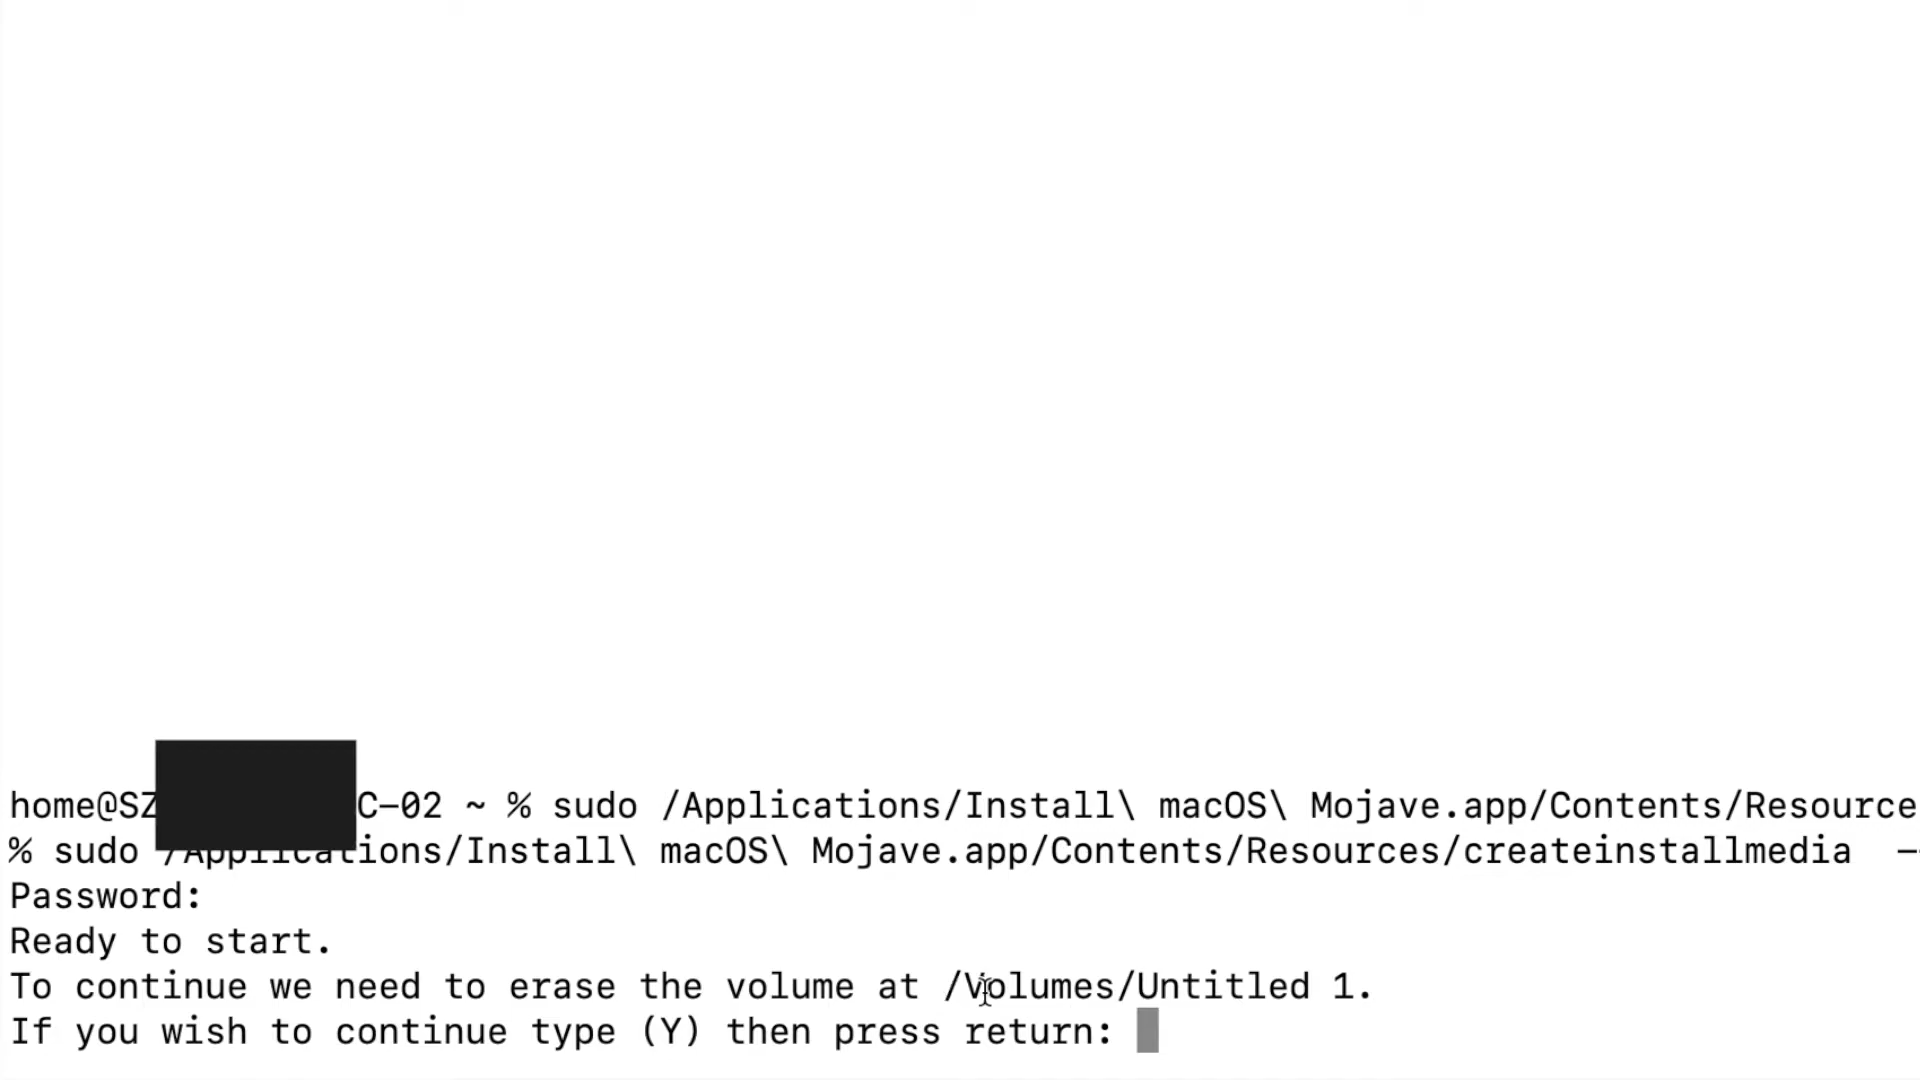 home@SZ C-02 ~ % sudo /Applications/Install\ macOS\ Mojave.app/Contents/Resource
% sudo /Applications/Install\ macOS\ Mojave.app/Contents/Resources/createinstallmedia  —
Password:
Ready to start.
To continue we need to erase the volume at /Volumes/Untitled 1.
If you wish to continue type (Y) then press return: